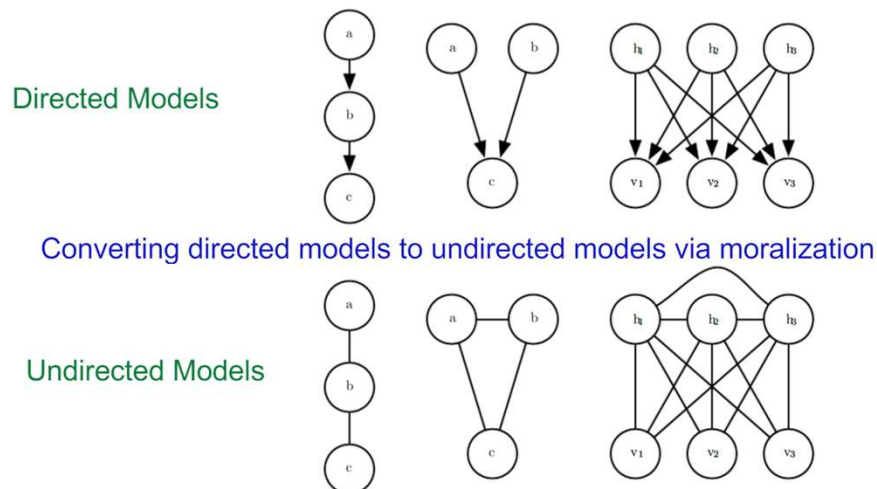 a
a b
h1 h2 h3
Directed Models
b
c
c
v1 v2 v3
Converting directed models to undirected models via moralization
a
a b
h1 h2 h3
Undirected Models
b
c
c
v1 v2 v3